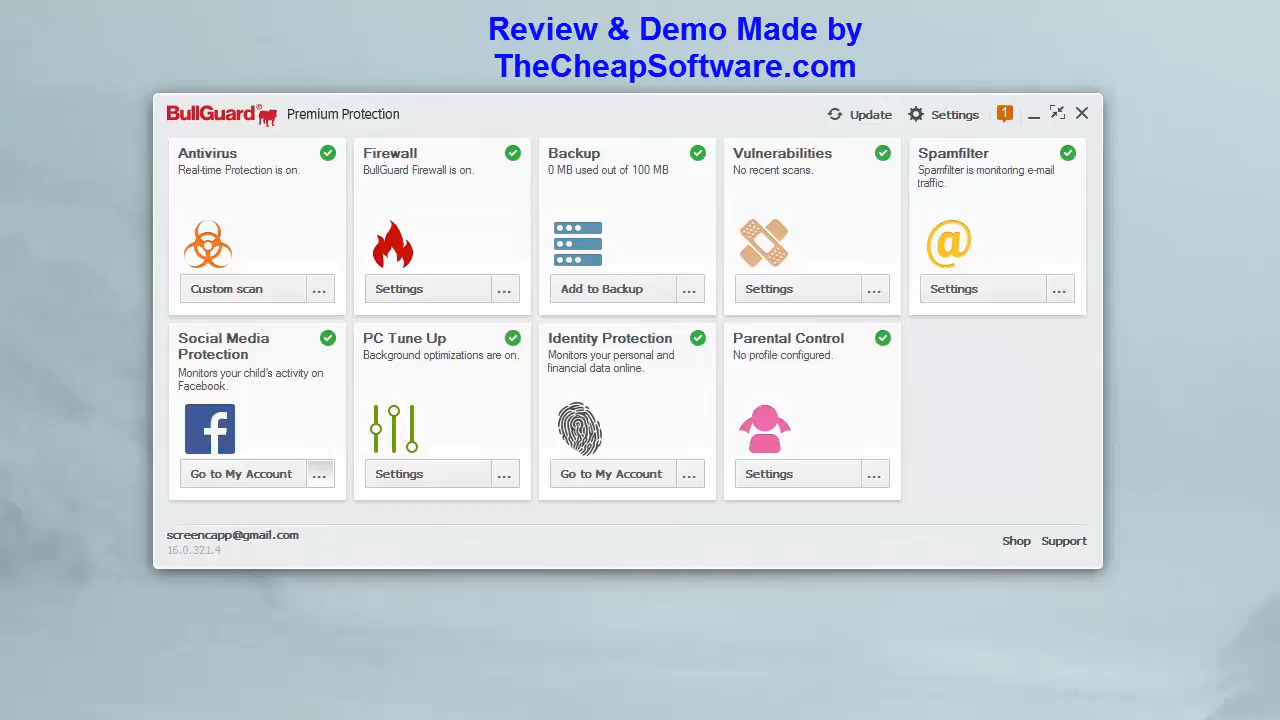 Review & Demo Made by
TheCheapSoftware.com
BullGuard® Premium Protection
Update
Settings
1
Antivirus
Real-time Protection is on.
Custom scan
...
Firewall
BullGuard Firewall is on.
Settings
...
Backup
0 MB used out of 100 MB
Add to Backup
...
Vulnerabilities
No recent scans.
Settings
...
Spamfilter
Spamfilter is monitoring e-mail
traffic.
@
Settings
...
Social Media
Protection
Monitors your child's activity on
Facebook.
f
Go to My Account
...
PC Tune Up
Background optimizations are on.
Settings
...
Identity Protection
Monitors your personal and
financial data online.
Go to My Account
...
Parental Control
No profile configured.
Settings
...
screencapp@gmail.com
16.0.321.4
Shop
Support